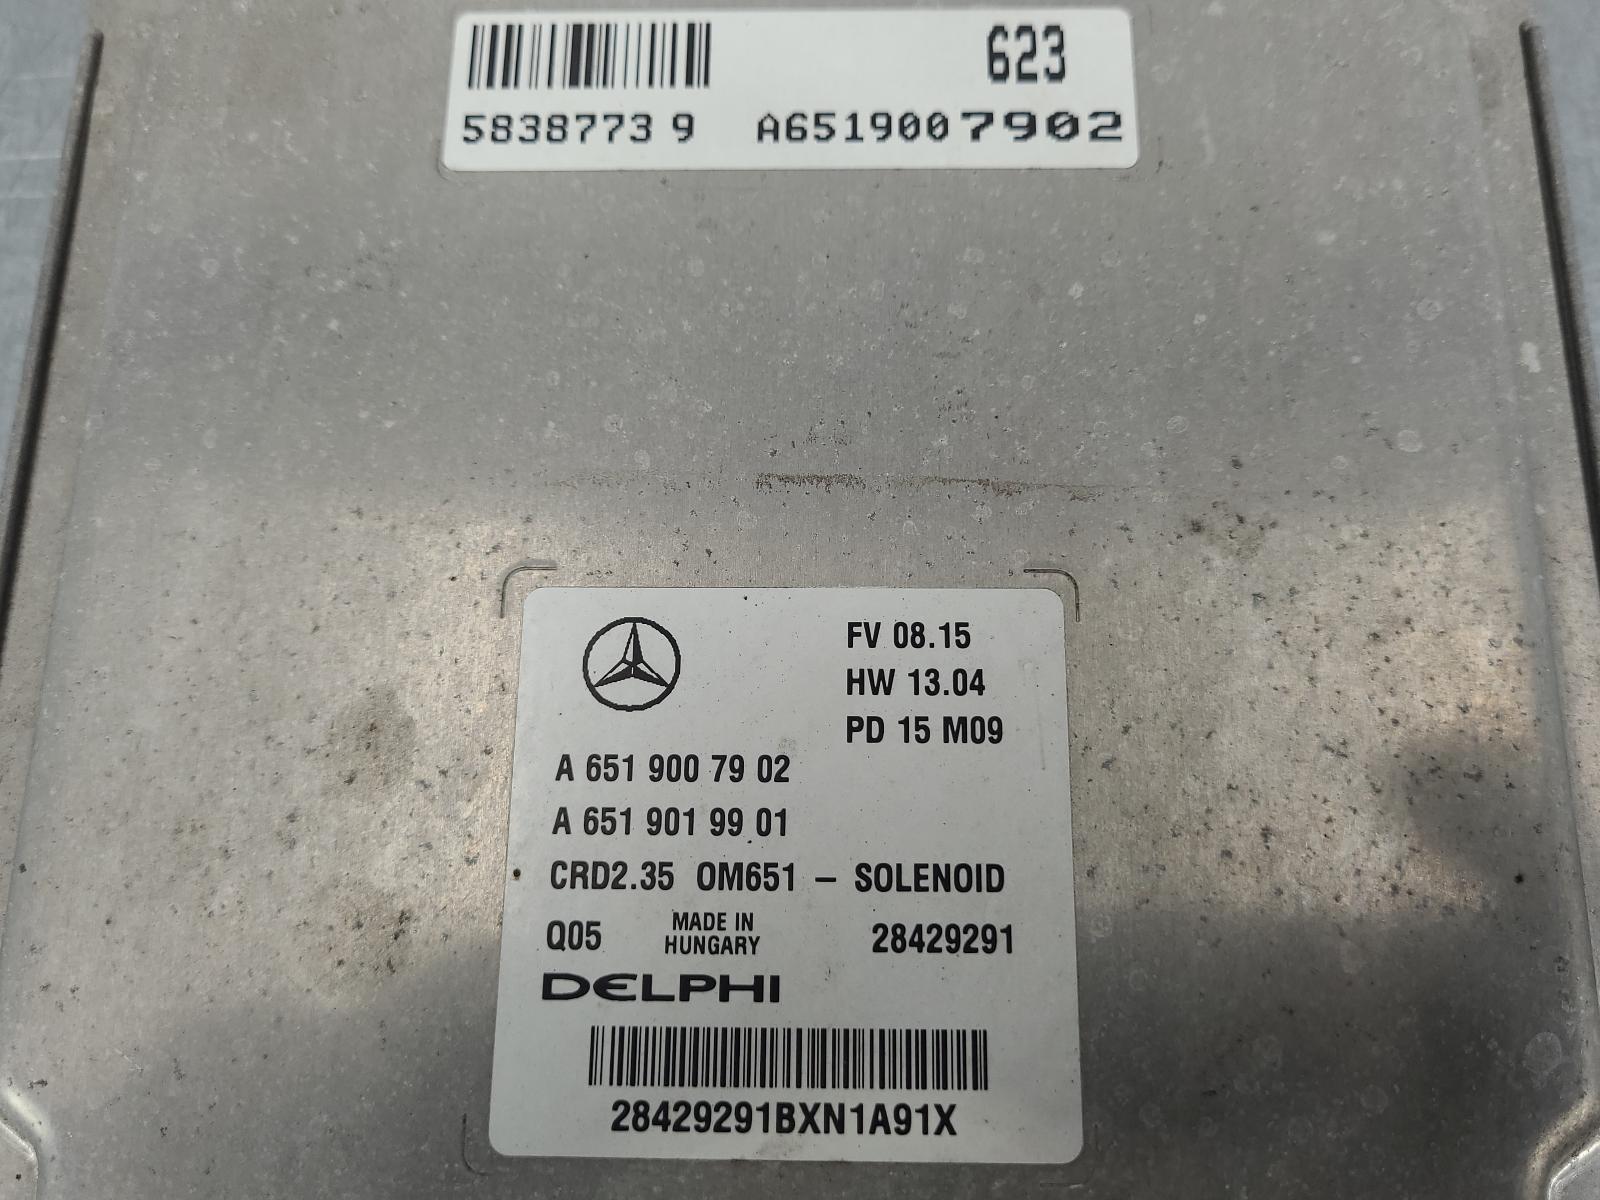 623
5838773 9 A6519007902
FV 08.15
HW 13.04
PD 15 M09
A 651 900 79 02
A 651 901 99 01
CRD2.35 OM651 – SOLENOID
Q05 MADE IN HUNGARY 28429291
DELPHI
28429291BXN1A91X